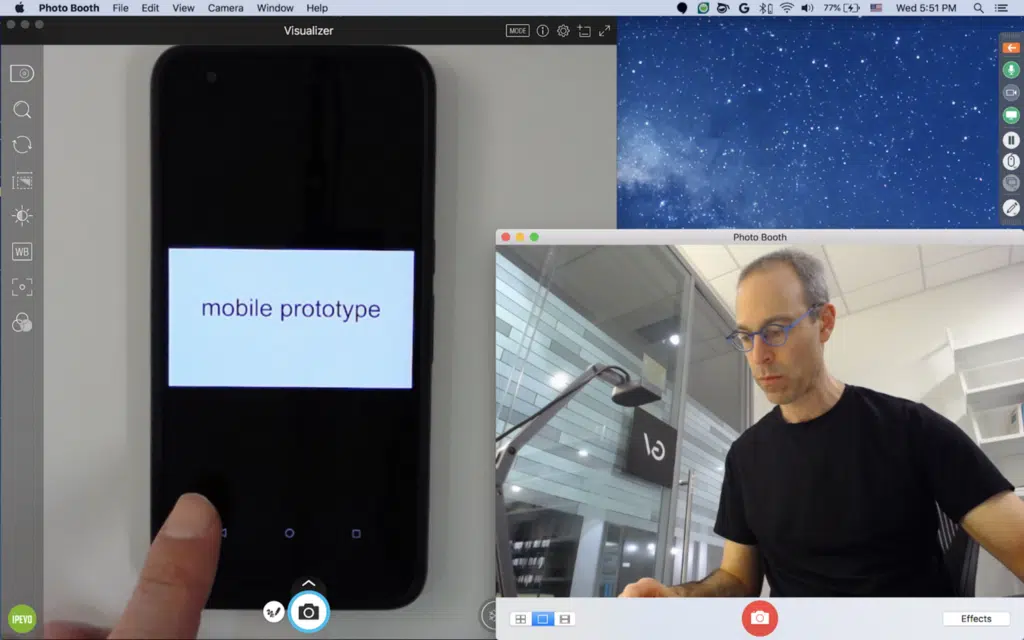 Photo Booth File Edit View Camera Window Help
77% Wed 5:51 PM
Visualizer
MODE
WB
mobile prototype
IPEVO
Photo Booth
GV
Effects